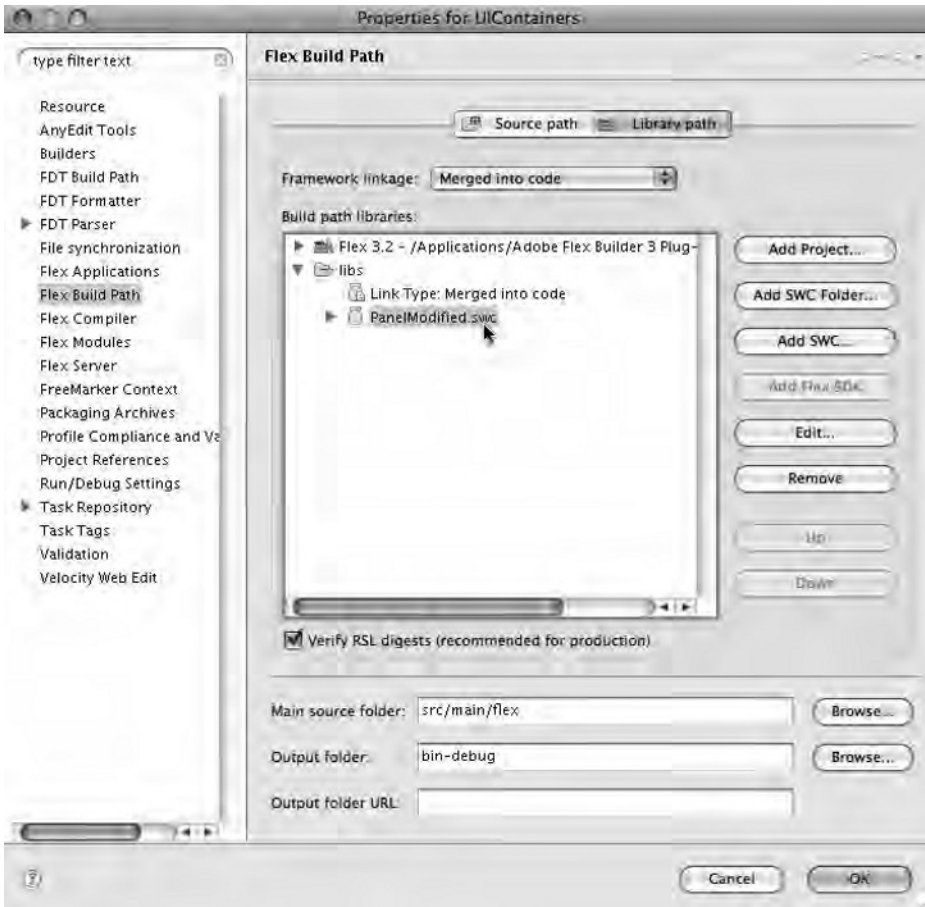 Properties for UIContainers
type filter text
Resource
AnyEdit Tools
Builders
FDT Build Path
FDT Formatter
FDT Parser
File synchronization
Flex Applications
Flex Build Path
Flex Compiler
Flex Modules
Flex Server
FreeMarker Context
Packaging Archives
Profile Compliance and Va
Project References
Run/Debug Settings
Task Repository
Task Tags
Validation
Velocity Web Edit
Flex Build Path
Source path
Library path
Framework linkage:
Merged into code
Build path libraries:
Flex 3.2 - /Applications/Adobe Flex Builder 3 Plug-
libs
Link Type: Merged into code
PanelModified.swc
Add Project...
Add SWC Folder...
Add SWC...
Add Flex SDK
Edit...
Remove
Up
Down
Verify RSL digests (recommended for production)
Main source folder:
src/main/flex
Browse...
Output folder:
bin-debug
Browse...
Output folder URL:
?
Cancel
OK